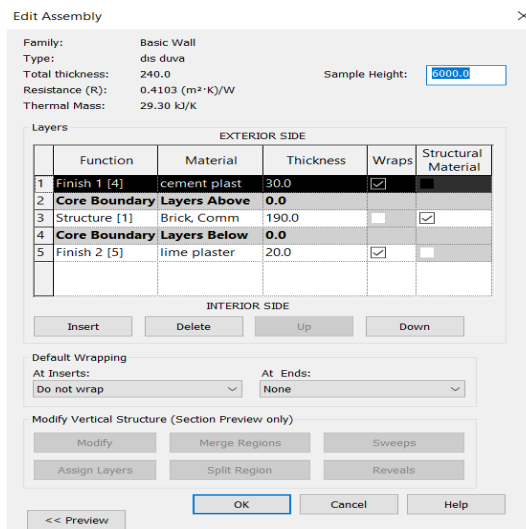 Edit Assembly
Family: Basic Wall
Type: dıs duva
Total thickness: 240.0 Sample Height: 6000.0
Resistance (R): 0.4103 (m²·K)/W
Thermal Mass: 29.30 kJ/K
Layers
EXTERIOR SIDE
Function Material Thickness Wraps Structural Material
1 Finish 1 [4] cement plast 30.0
2 Core Boundary Layers Above 0.0
3 Structure [1] Brick, Comm 190.0
4 Core Boundary Layers Below 0.0
5 Finish 2 [5] lime plaster 20.0
INTERIOR SIDE
Insert Delete Up Down
Default Wrapping
At Inserts: At Ends:
Do not wrap None
Modify Vertical Structure (Section Preview only)
Modify Merge Regions Sweeps
Assign Layers Split Region Reveals
OK Cancel Help
<< Preview